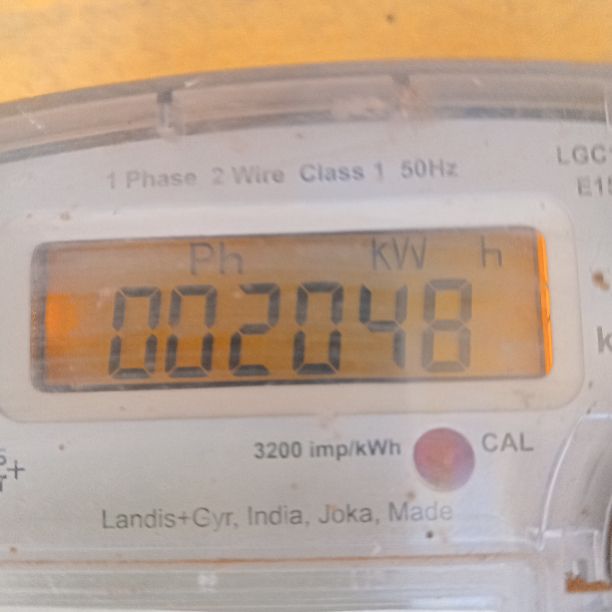 1 Phase 2 Wire Class 1 50Hz
LGC
Ph kW h
002048
3200 imp/kWh CAL
Landis+Gyr, India, Joka, Made